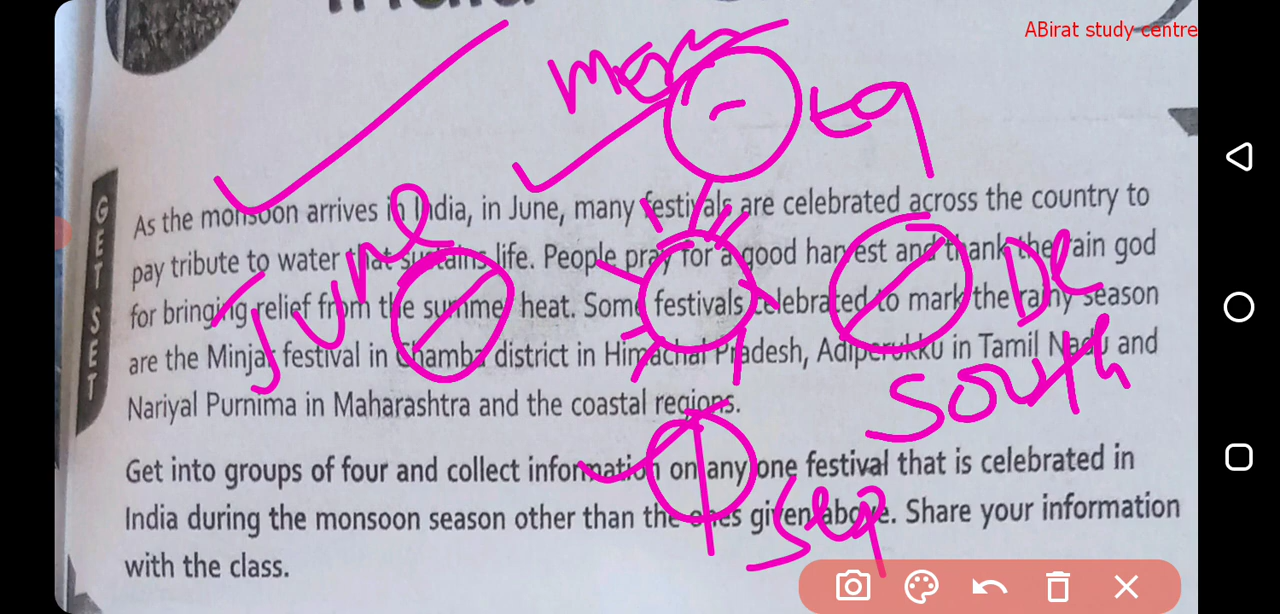 India
ABirat study centre
Mar
June
De
South
Sep
GET SET
As the monsoon arrives in India, in June, many festivals are celebrated across the country to
pay tribute to water that sustains life. People pray for a good harvest and thank the rain god
for bringing relief from the summer heat. Some festivals celebrated to mark the rainy season
are the Minjar festival in Chamba district in Himachal Pradesh, Adiperukku in Tamil Nadu and
Nariyal Purnima in Maharashtra and the coastal regions.
Get into groups of four and collect information on any one festival that is celebrated in
India during the monsoon season other than the ones given above. Share your information
with the class.